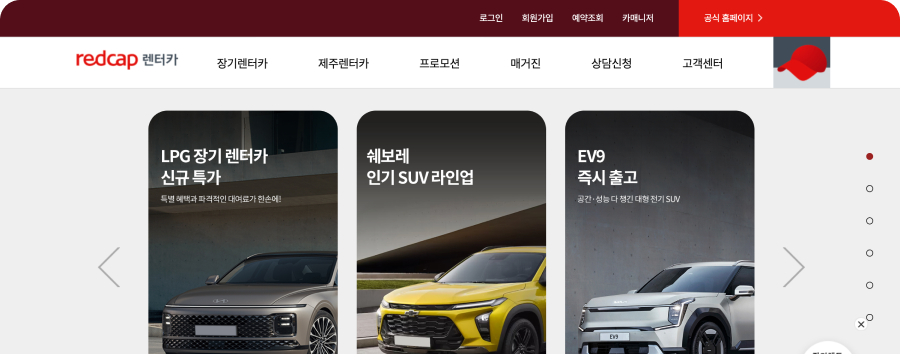 로그인 회원가입 예약조회 카매니저 공식 홈페이지
redcap 렌터카 장기렌터카 제주렌터카 프로모션 매거진 상담신청 고객센터
LPG 장기 렌터카
신규 특가
특별 혜택과 파격적인 대여료가 한손에!
쉐보레
인기 SUV 라인업
EV9
즉시 출고
공간·성능 다 챙긴 대형 전기 SUV
EV9